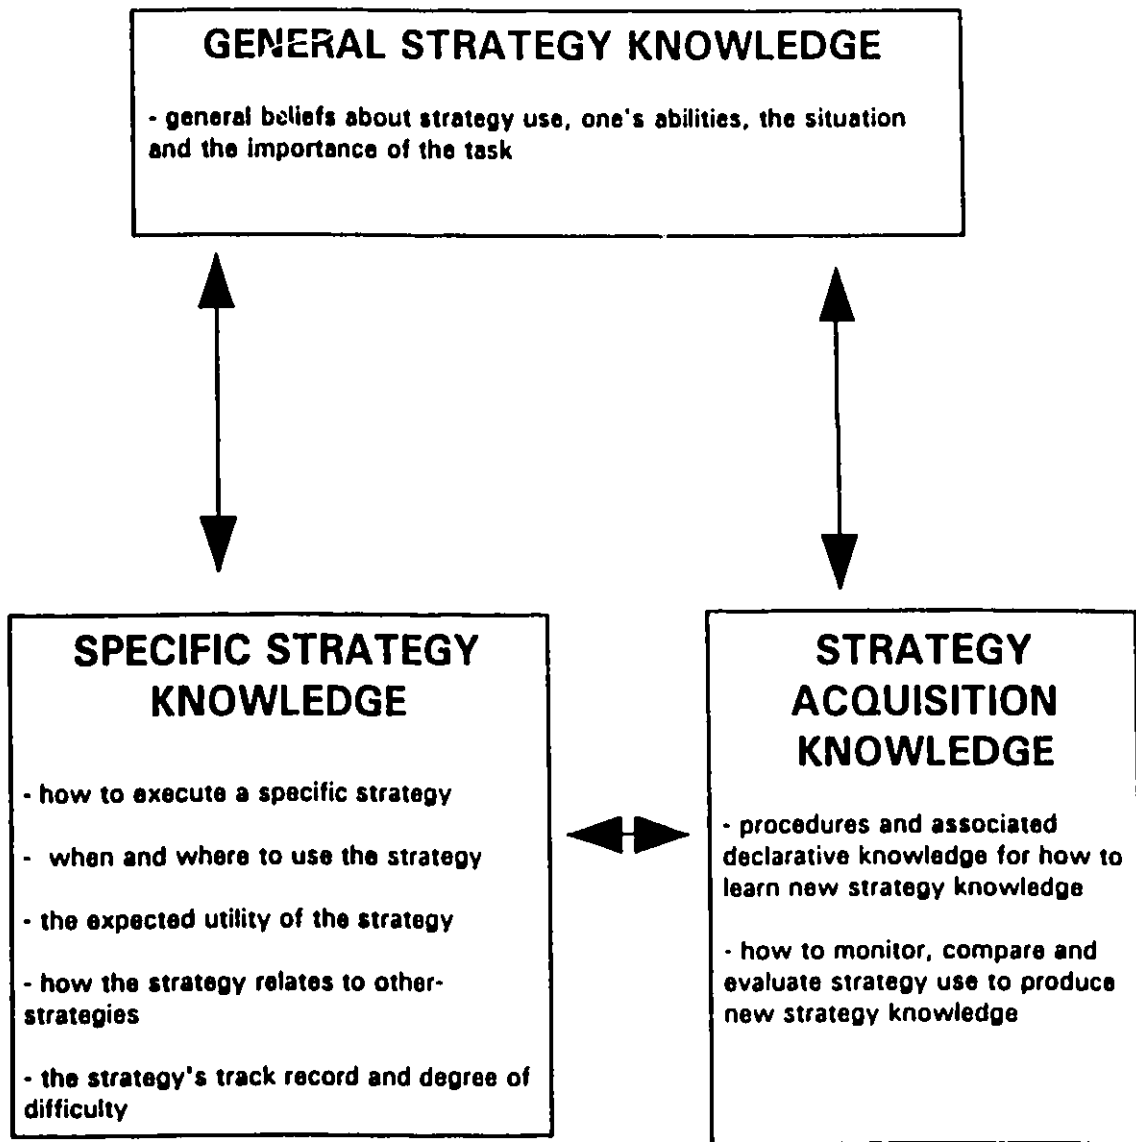 GENERAL STRATEGY KNOWLEDGE
- general beliefs about strategy use, one's abilities, the situation
and the importance of the task
SPECIFIC STRATEGY
KNOWLEDGE
- how to execute a specific strategy
- when and where to use the strategy
- the expected utility of the strategy
- how the strategy relates to other-
strategies
- the strategy's track record and degree of
difficulty
STRATEGY
ACQUISITION
KNOWLEDGE
- procedures and associated
declarative knowledge for how to
learn new strategy knowledge
- how to monitor, compare and
evaluate strategy use to produce
new strategy knowledge